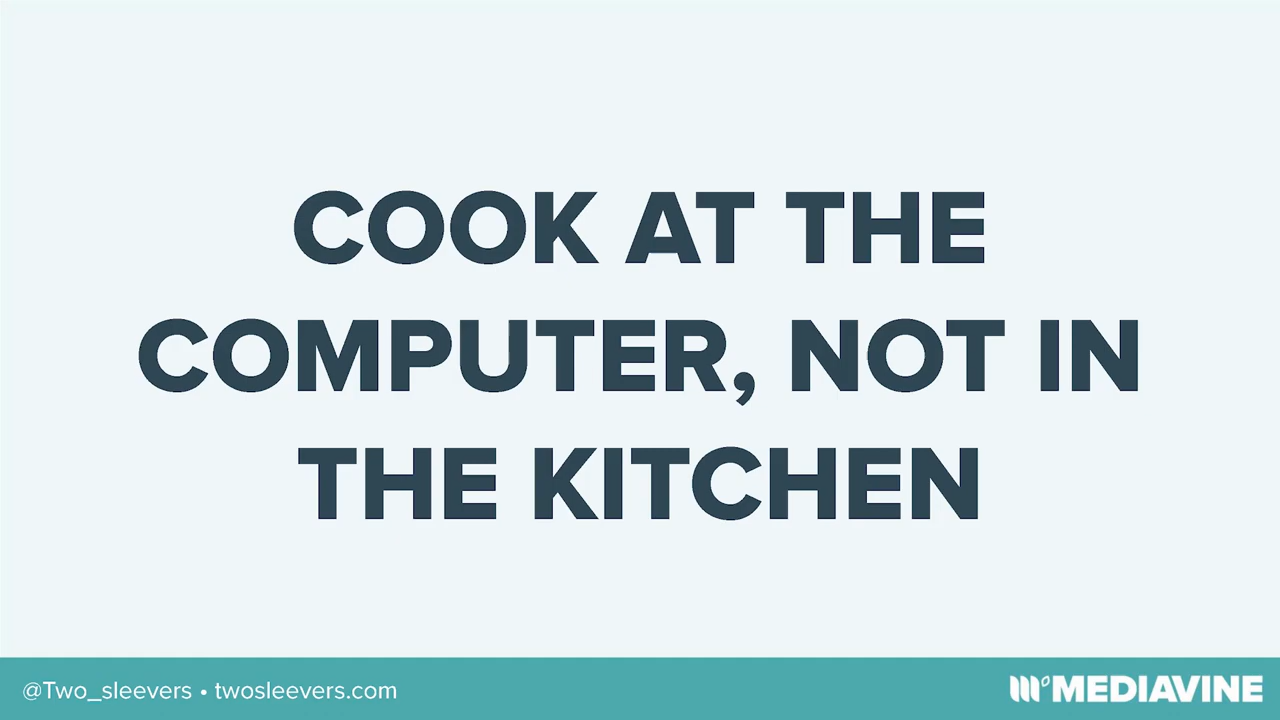 COOK AT THE
COMPUTER, NOT IN
THE KITCHEN
@Two_sleevers • twosleevers.com
MEDIAVINE